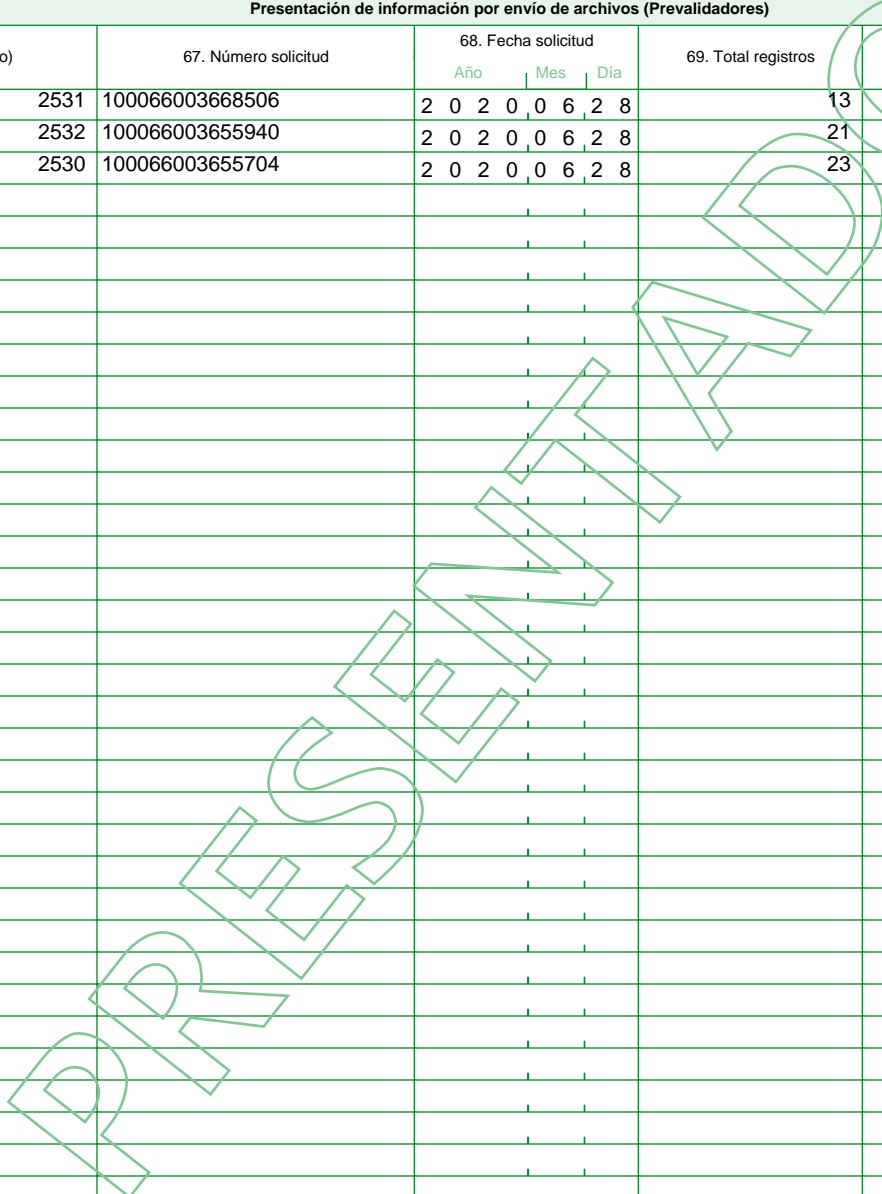 Presentación de información por envío de archivos (Prevalidadores)
o) 67. Número solicitud 68. Fecha solicitud 69. Total registros
Año Mes Día
2531 100066003668506 2 0 2 0 0 6 2 8 13
2532 100066003655940 2 0 2 0 0 6 2 8 21
2530 100066003655704 2 0 2 0 0 6 2 8 23
PRESENTADO